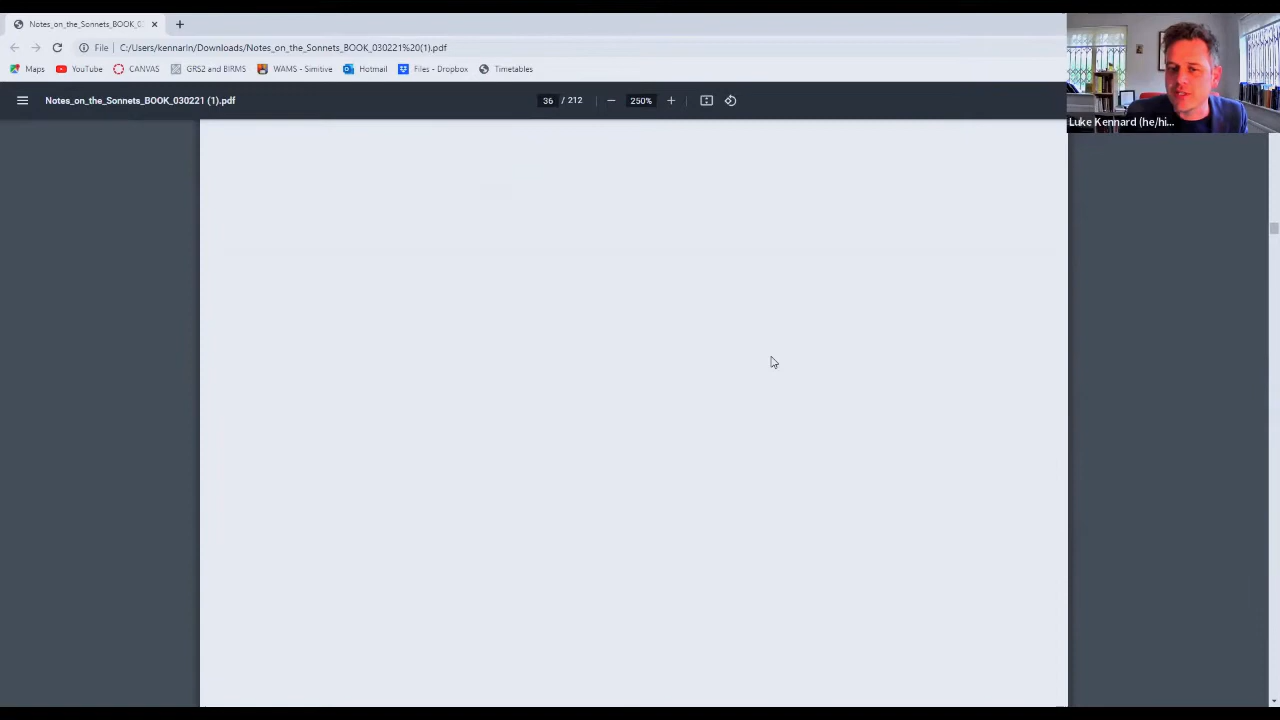 Notes_on_the_Sonnets_BOOK_03
File | C:/Users/kennarln/Downloads/Notes_on_the_Sonnets_BOOK_030221%20(1).pdf
Maps YouTube CANVAS GRS2 and BIRMS WAMS - Simitive Hotmail Files - Dropbox Timetables
Notes_on_the_Sonnets_BOOK_030221 (1).pdf 36 / 212 250%
Luke Kennard (he/hi...